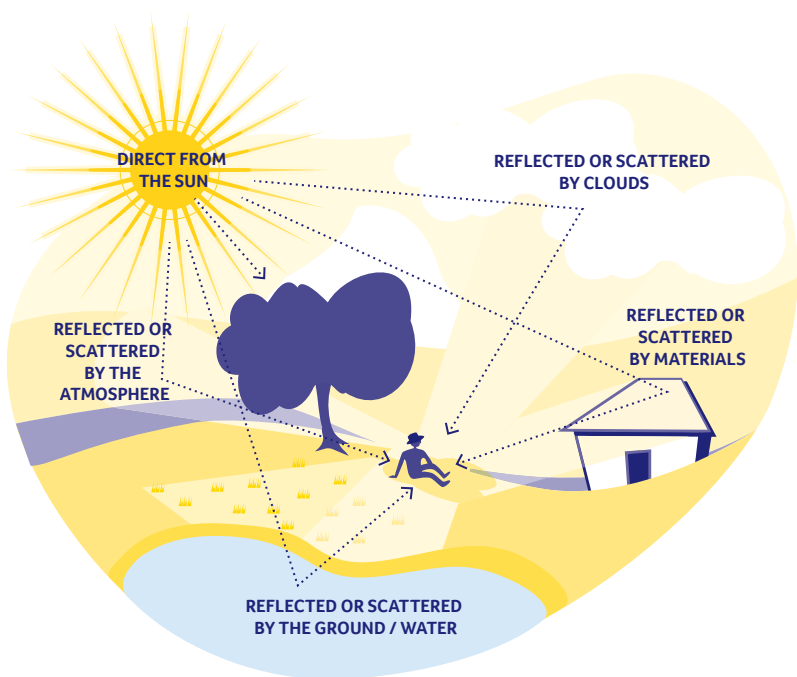 DIRECT FROM
THE SUN
REFLECTED OR SCATTERED
BY CLOUDS
REFLECTED OR
SCATTERED
BY THE
ATMOSPHERE
REFLECTED OR
SCATTERED
BY MATERIALS
REFLECTED OR SCATTERED
BY THE GROUND / WATER